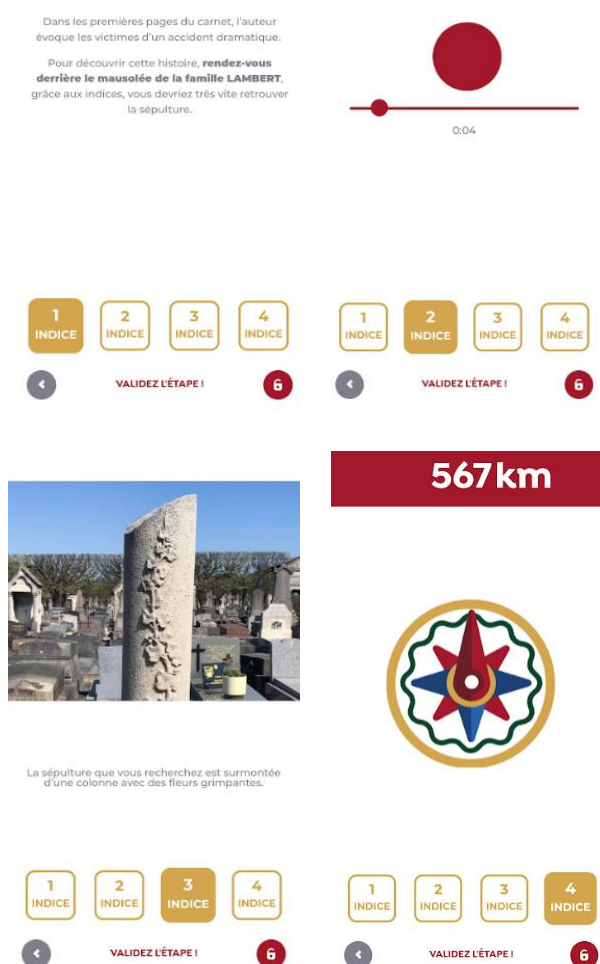 Dans les premières pages du carnet, l'auteur
évoque les victimes d'un accident dramatique.
Pour découvrir cette histoire, rendez-vous
derrière le mausolée de la famille LAMBERT,
grâce aux indices, vous devriez très vite retrouver
la sépulture.
1 INDICE
2 INDICE
3 INDICE
4 INDICE
VALIDEZ L'ÉTAPE !
0:04
1 INDICE
2 INDICE
3 INDICE
4 INDICE
VALIDEZ L'ÉTAPE !
La sépulture que vous recherchez est surmontée
d'une colonne avec des fleurs grimpantes.
1 INDICE
2 INDICE
3 INDICE
4 INDICE
VALIDEZ L'ÉTAPE !
567km
1 INDICE
2 INDICE
3 INDICE
4 INDICE
VALIDEZ L'ÉTAPE !